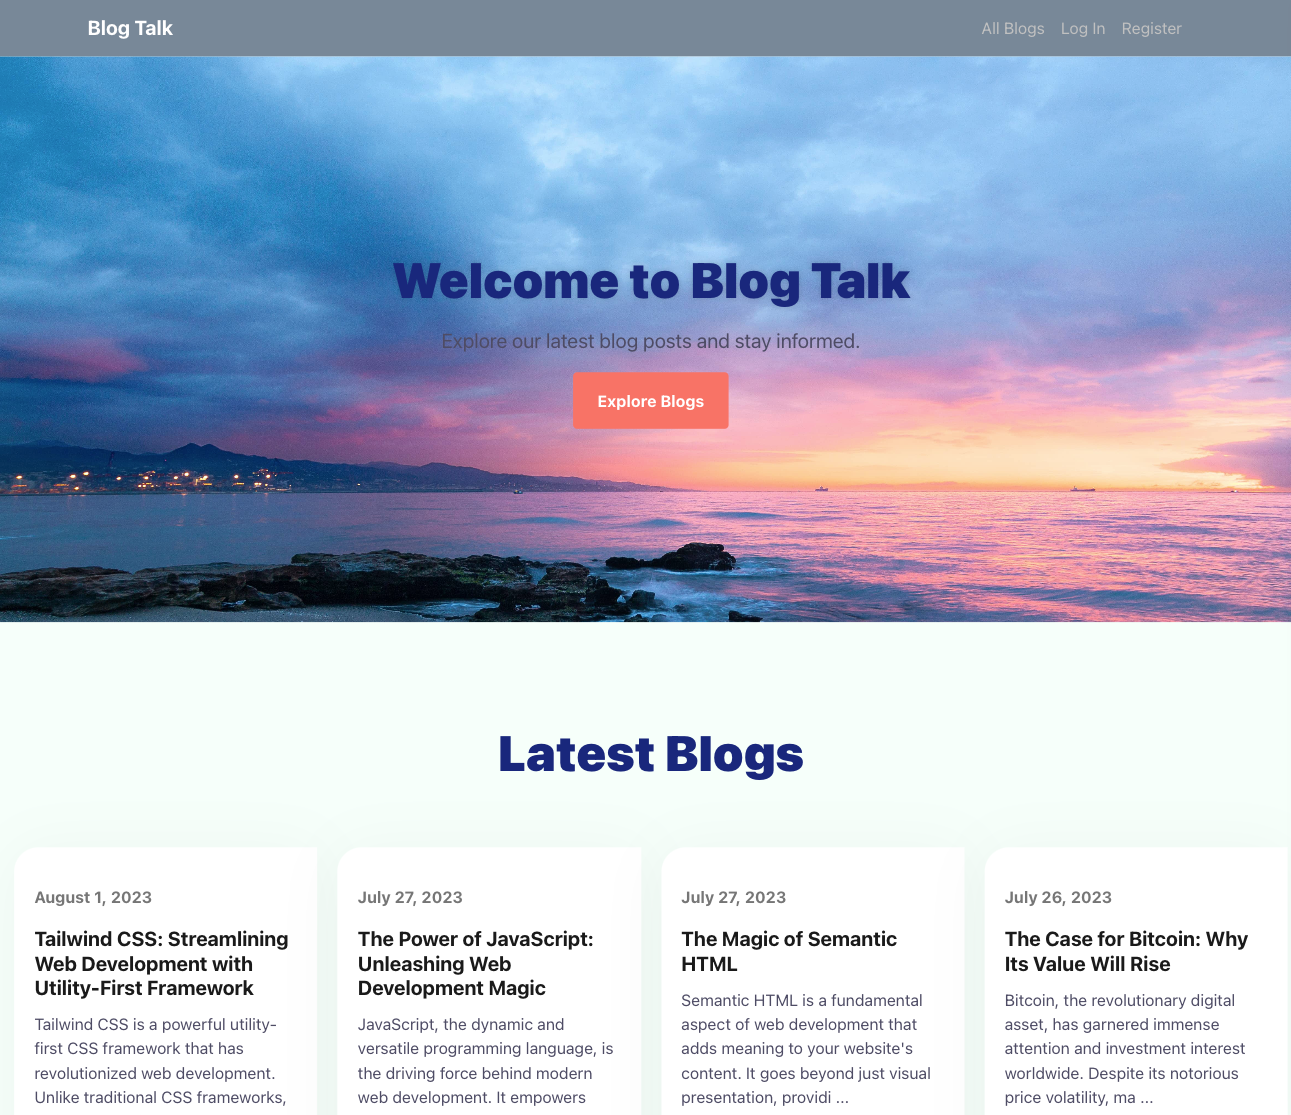 Blog Talk
All Blogs Log In Register
Welcome to Blog Talk
Explore our latest blog posts and stay informed.
Explore Blogs
Latest Blogs
August 1, 2023
Tailwind CSS: Streamlining
Web Development with
Utility-First Framework
Tailwind CSS is a powerful utility-
first CSS framework that has
revolutionized web development.
Unlike traditional CSS frameworks,
July 27, 2023
The Power of JavaScript:
Unleashing Web
Development Magic
JavaScript, the dynamic and
versatile programming language, is
the driving force behind modern
web development. It empowers
July 27, 2023
The Magic of Semantic
HTML
Semantic HTML is a fundamental
aspect of web development that
adds meaning to your website's
content. It goes beyond just visual
presentation, providi ...
July 26, 2023
The Case for Bitcoin: Why
Its Value Will Rise
Bitcoin, the revolutionary digital
asset, has garnered immense
attention and investment interest
worldwide. Despite its notorious
price volatility, ma ...